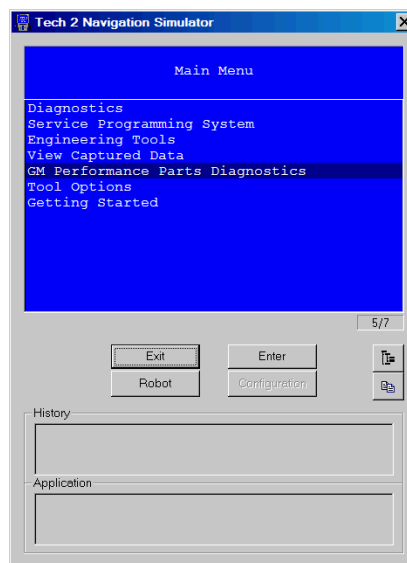 Tech 2 Navigation Simulator
Main Menu
Diagnostics
Service Programming System
Engineering Tools
View Captured Data
GM Performance Parts Diagnostics
Tool Options
Getting Started
5/7
Exit
Enter
Robot
Configuration
History
Application